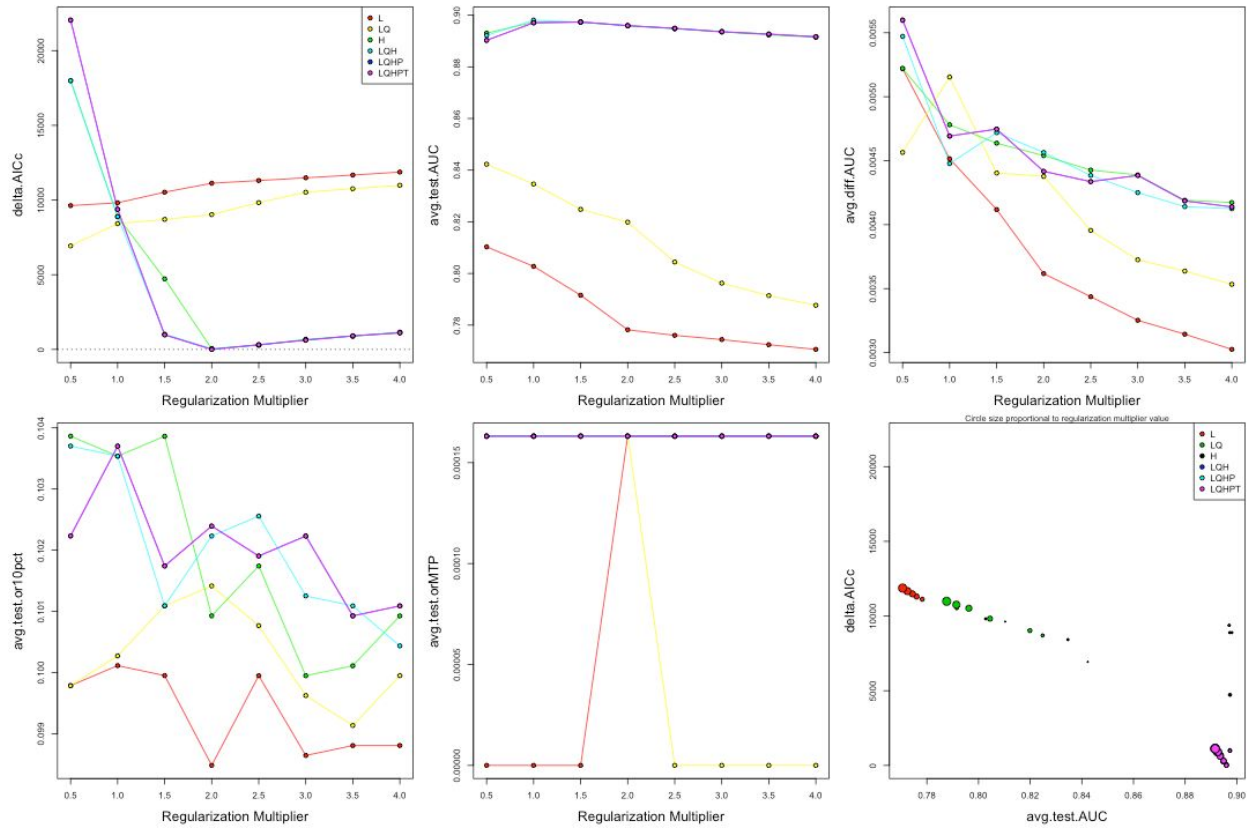 delta.AICc
20000
15000
10000
5000
0
0.5 1.0 1.5 2.0 2.5 3.0 3.5 4.0
Regularization Multiplier
L
LQ
H
LQH
LQHP
LQHPT
avg.test.AUC
0.90
0.88
0.86
0.84
0.82
0.80
0.78
0.5 1.0 1.5 2.0 2.5 3.0 3.5 4.0
Regularization Multiplier
avg.diff.AUC
0.0055
0.0050
0.0045
0.0040
0.0035
0.0030
0.5 1.0 1.5 2.0 2.5 3.0 3.5 4.0
Regularization Multiplier
avg.test.or10pct
0.104
0.103
0.102
0.101
0.100
0.099
0.5 1.0 1.5 2.0 2.5 3.0 3.5 4.0
Regularization Multiplier
avg.test.orMTP
0.00015
0.00010
0.00005
0.00000
0.5 1.0 1.5 2.0 2.5 3.0 3.5 4.0
Regularization Multiplier
Circle size proportional to regularization multiplier value
delta.AICc
20000
15000
10000
5000
0
L
LQ
H
LQH
LQHP
LQHPT
0.78 0.80 0.82 0.84 0.86 0.88 0.90
avg.test.AUC